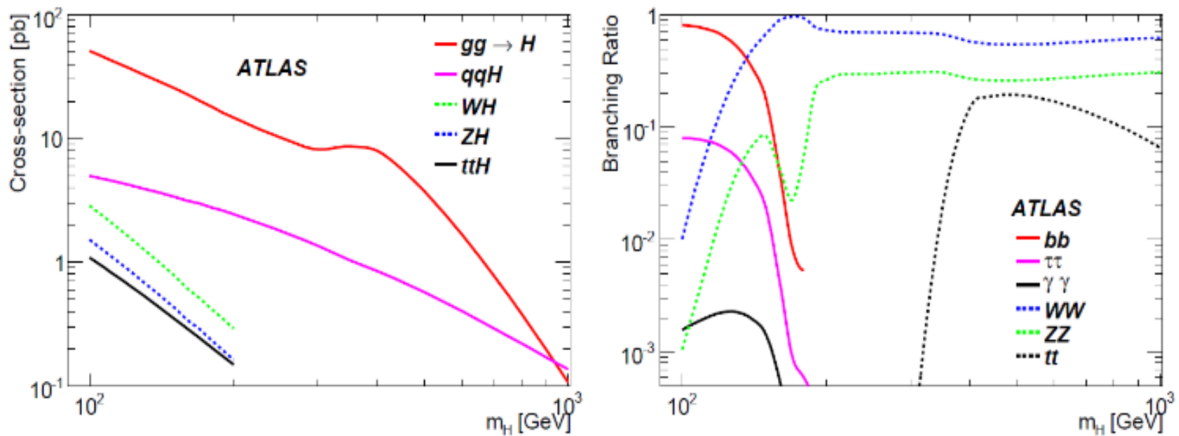 Cross-section [pb]
10²
10
1
10⁻¹
ATLAS
gg → H
qqH
WH
ZH
ttH
10²
10³
m_H [GeV]
Branching Ratio
1
10⁻¹
10⁻²
10⁻³
ATLAS
bb
ττ
γ γ
WW
ZZ
tt
10²
10³
m_H [GeV]